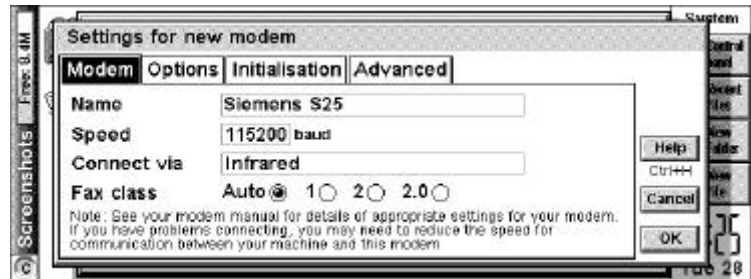 System
Settings for new modem
Modem Options Initialisation Advanced
Name Siemens S25
Speed 115200 baud
Connect via Infrared
Fax class Auto 1 2 2.0
Note: See your modem manual for details of appropriate settings for your modem.
If you have problems connecting, you may need to reduce the speed for
communication between your machine and this modem
Help
Ctrl+H
Cancel
OK
Screenshots Free: 0.4M